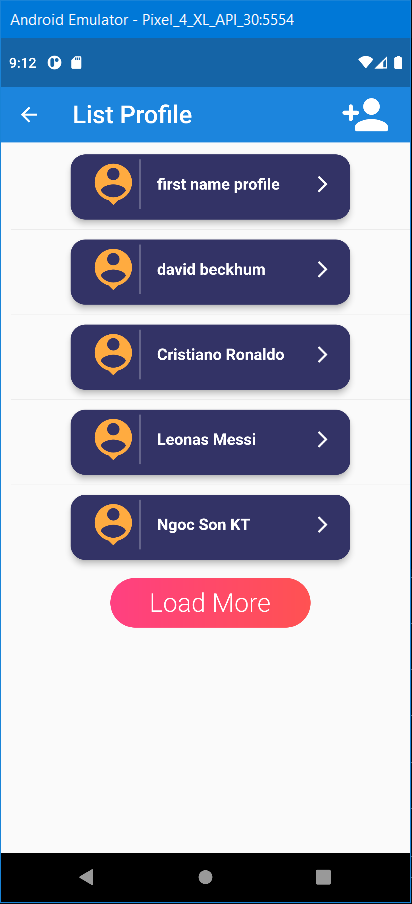 Android Emulator - Pixel_4_XL_API_30:5554
9:12
List Profile
first name profile
david beckhum
Cristiano Ronaldo
Leonas Messi
Ngoc Son KT
Load More